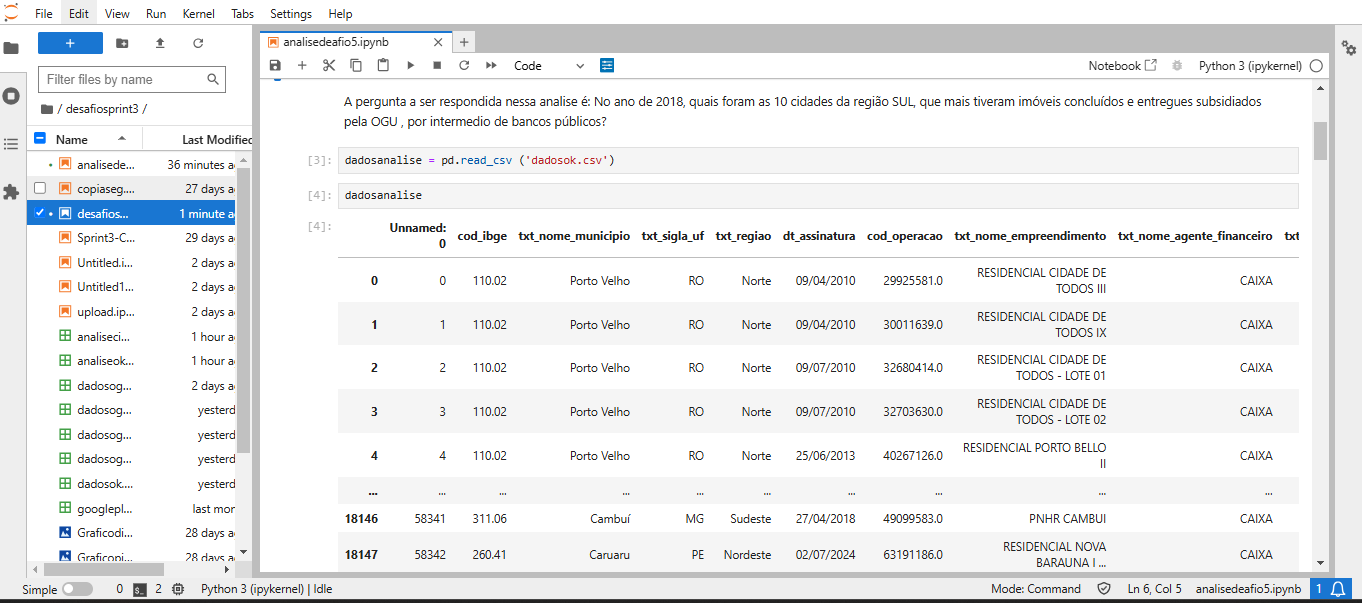 File Edit View Run Kernel Tabs Settings Help
+
Filter files by name
/ desafiosprint3 /
Name Last Modified
analisede... 36 minutes a
copiaseg.... 27 days a
desafios... 1 minute a
Sprint3-C... 29 days a
Untitled.i... 2 days a
Untitled1... 2 days a
upload.ip... 2 days a
analiseci... 1 hour a
analiseok... 1 hour a
dadosog... 2 days a
dadosog... yesterd
dadosog... yesterd
dadosog... yesterd
dadosok.... yesterd
googlepl... last mor
Graficodi... 28 days a
Graficopi... 28 days a
analisedeafio5.ipynb
Code
Notebook
Python 3 (ipykernel)
A pergunta a ser respondida nessa analise é: No ano de 2018, quais foram as 10 cidades da região SUL, que mais tiveram imóveis concluídos e entregues subsidiados
pela OGU , por intermedio de bancos públicos?
[3]: dadosanalise = pd.read_csv ('dadosok.csv')
[4]: dadosanalise
[4]:
Unnamed:
0 cod_ibge txt_nome_municipio txt_sigla_uf txt_regiao dt_assinatura cod_operacao txt_nome_empreendimento txt_nome_agente_financeiro txt
0 0 110.02 Porto Velho RO Norte 09/04/2010 29925581.0 RESIDENCIAL CIDADE DE
TODOS III CAIXA
1 1 110.02 Porto Velho RO Norte 09/04/2010 30011639.0 RESIDENCIAL CIDADE DE
TODOS IX CAIXA
2 2 110.02 Porto Velho RO Norte 09/07/2010 32680414.0 RESIDENCIAL CIDADE DE
TODOS - LOTE 01 CAIXA
3 3 110.02 Porto Velho RO Norte 09/07/2010 32703630.0 RESIDENCIAL CIDADE DE
TODOS - LOTE 02 CAIXA
4 4 110.02 Porto Velho RO Norte 25/06/2013 40267126.0 RESIDENCIAL PORTO BELLO
II CAIXA
... ... ... ... ... ... ... ... ... ...
18146 58341 311.06 Cambuí MG Sudeste 27/04/2018 49099583.0 PNHR CAMBUI CAIXA
18147 58342 260.41 Caruaru PE Nordeste 02/07/2024 63191186.0 RESIDENCIAL NOVA
BARAUNA I ... CAIXA
Simple 0 2 Python 3 (ipykernel) | Idle
Mode: Command Ln 6, Col 5 analisedeafio5.ipynb 1